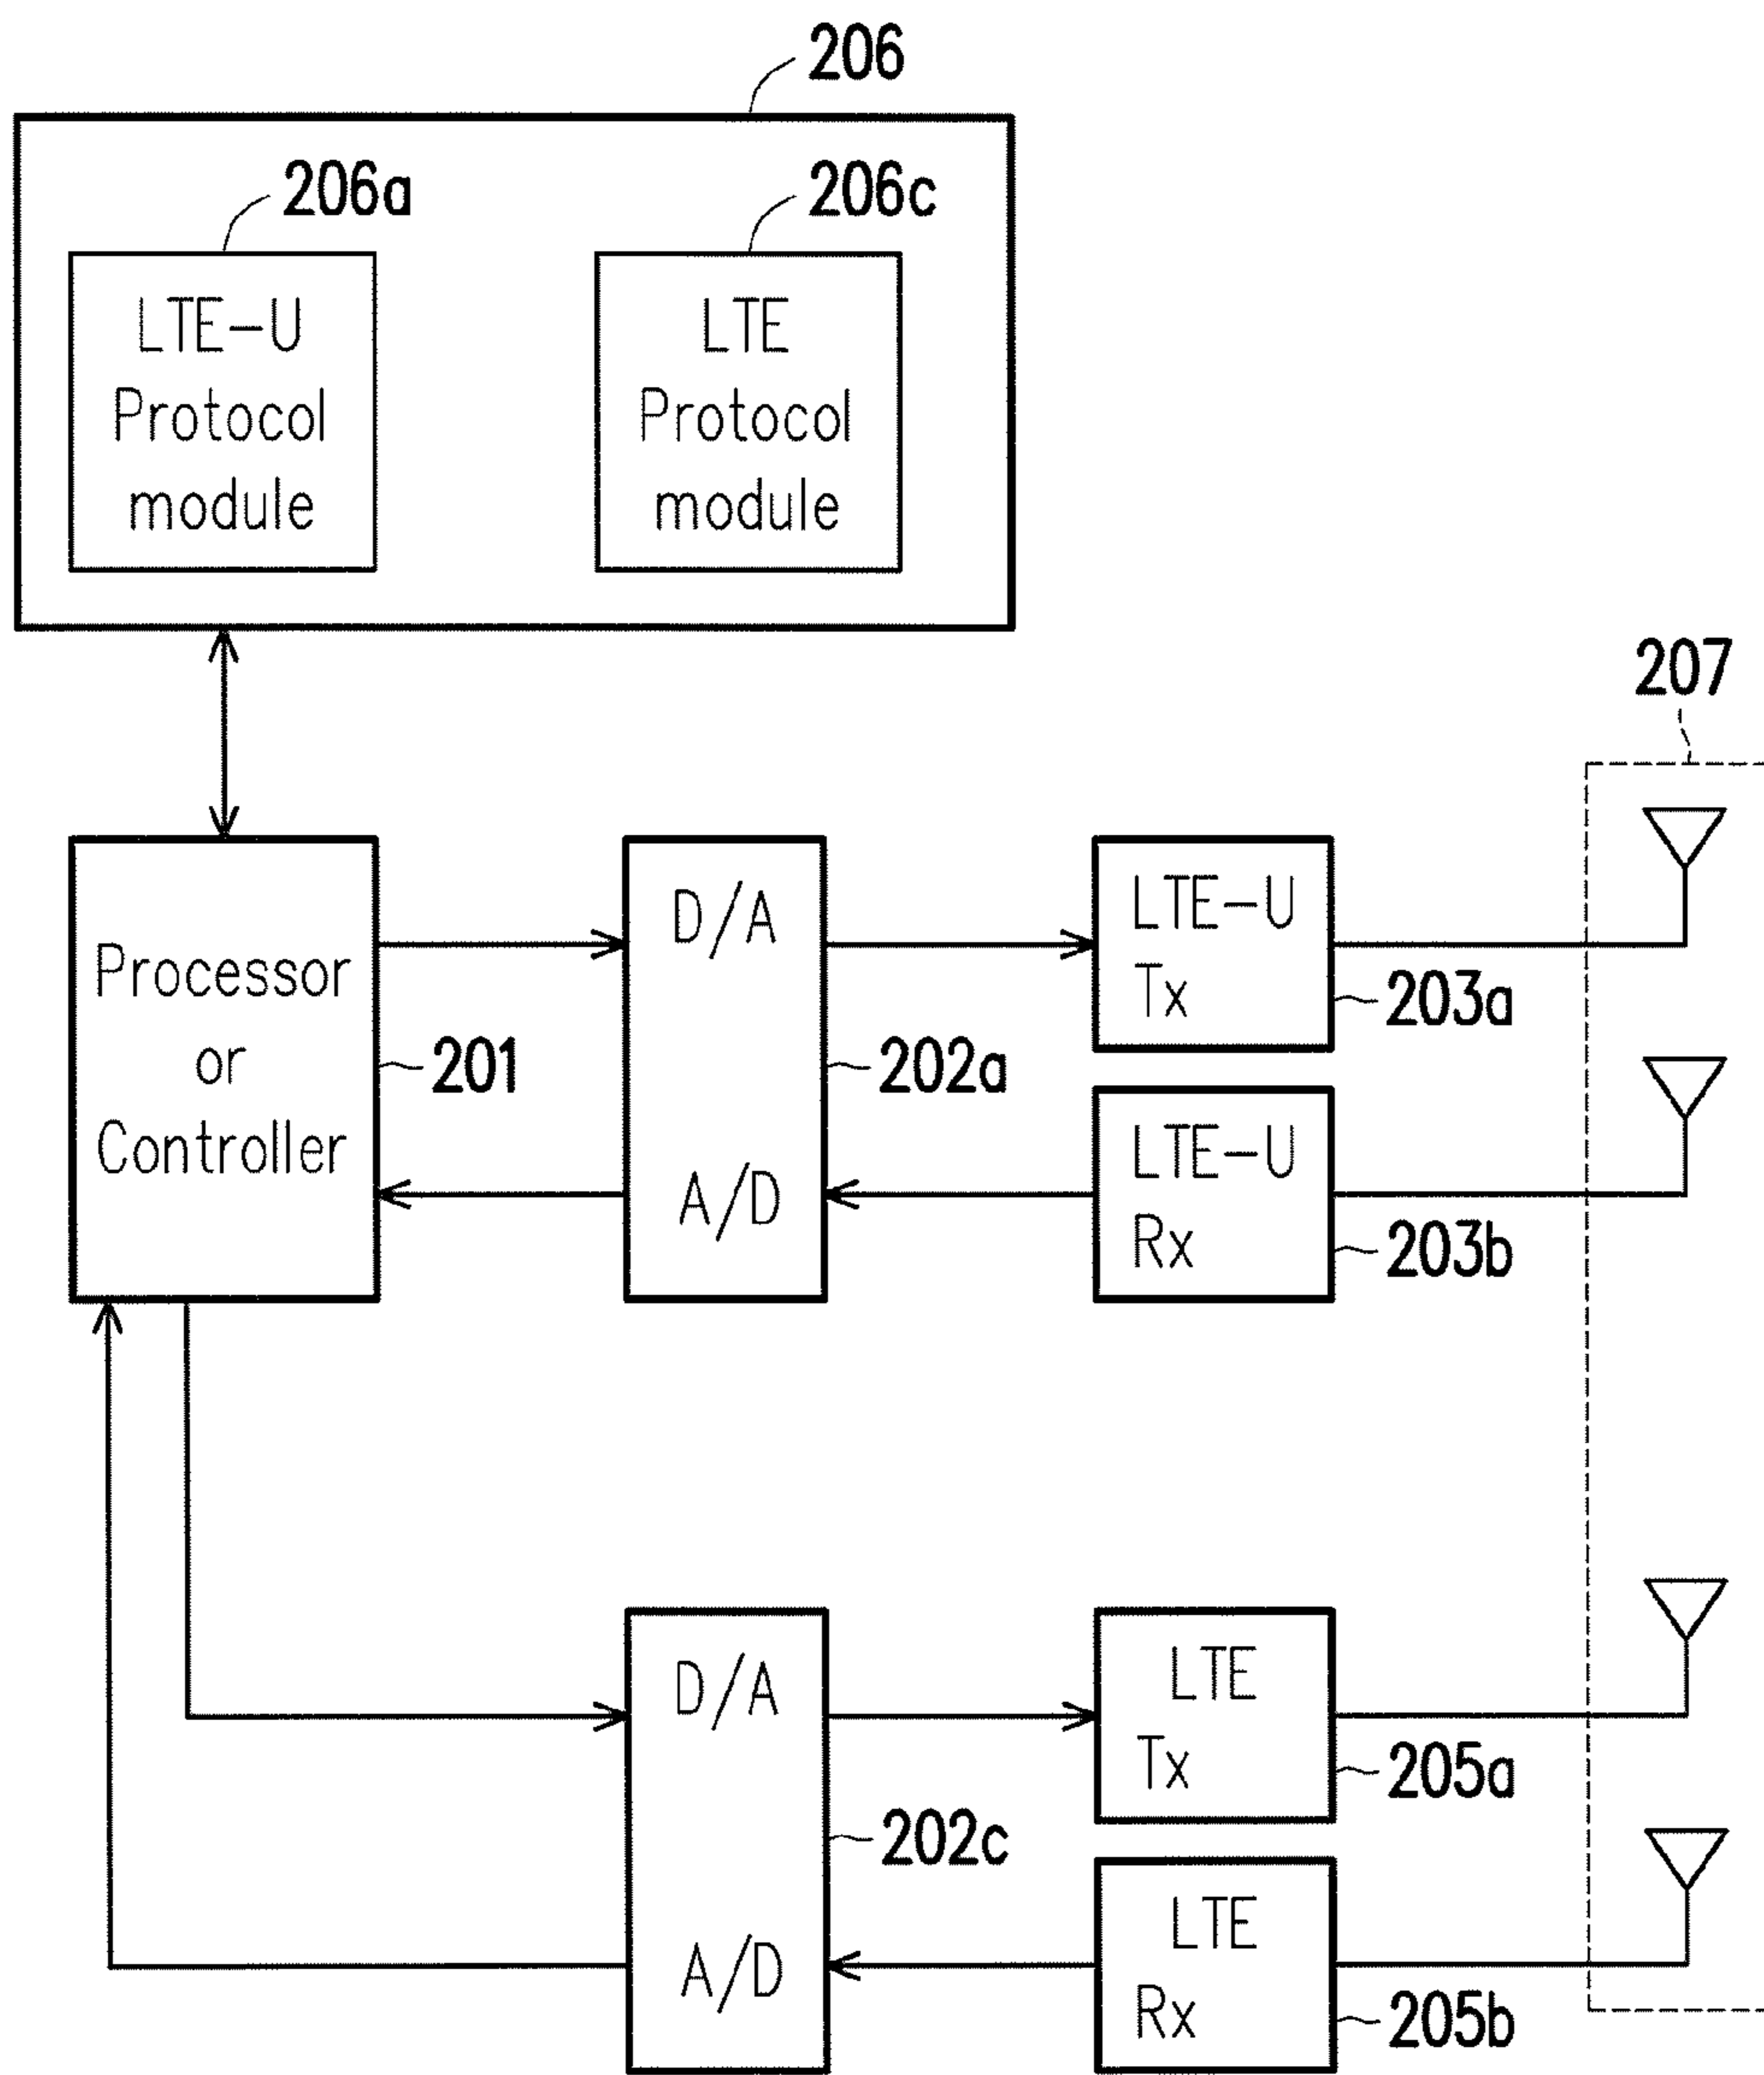 206
206a
206c
LTE-U
Protocol
module
LTE
Protocol
module
207
Processor
or
Controller
201
D/A
A/D
202a
LTE-U
Tx
203a
LTE-U
Rx
203b
D/A
A/D
202c
LTE
Tx
205a
LTE
Rx
205b